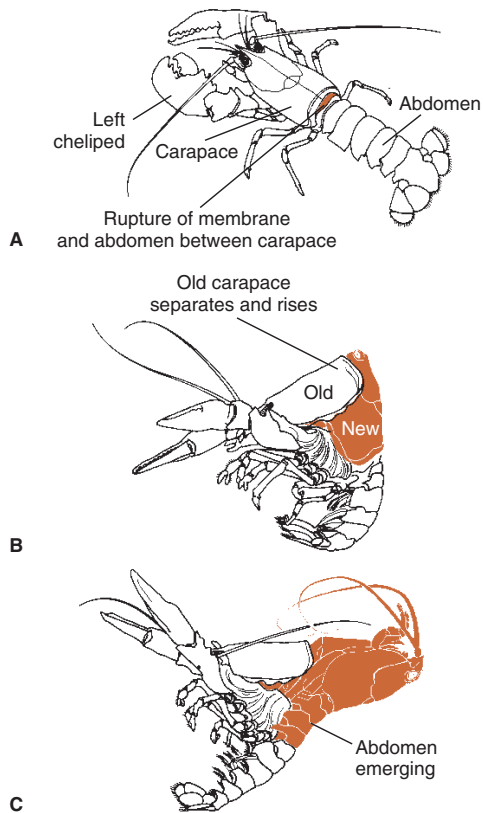 Left
cheliped
Carapace
Abdomen
Rupture of membrane
and abdomen between carapace
A
Old carapace
separates and rises
Old
New
B
Abdomen
emerging
C